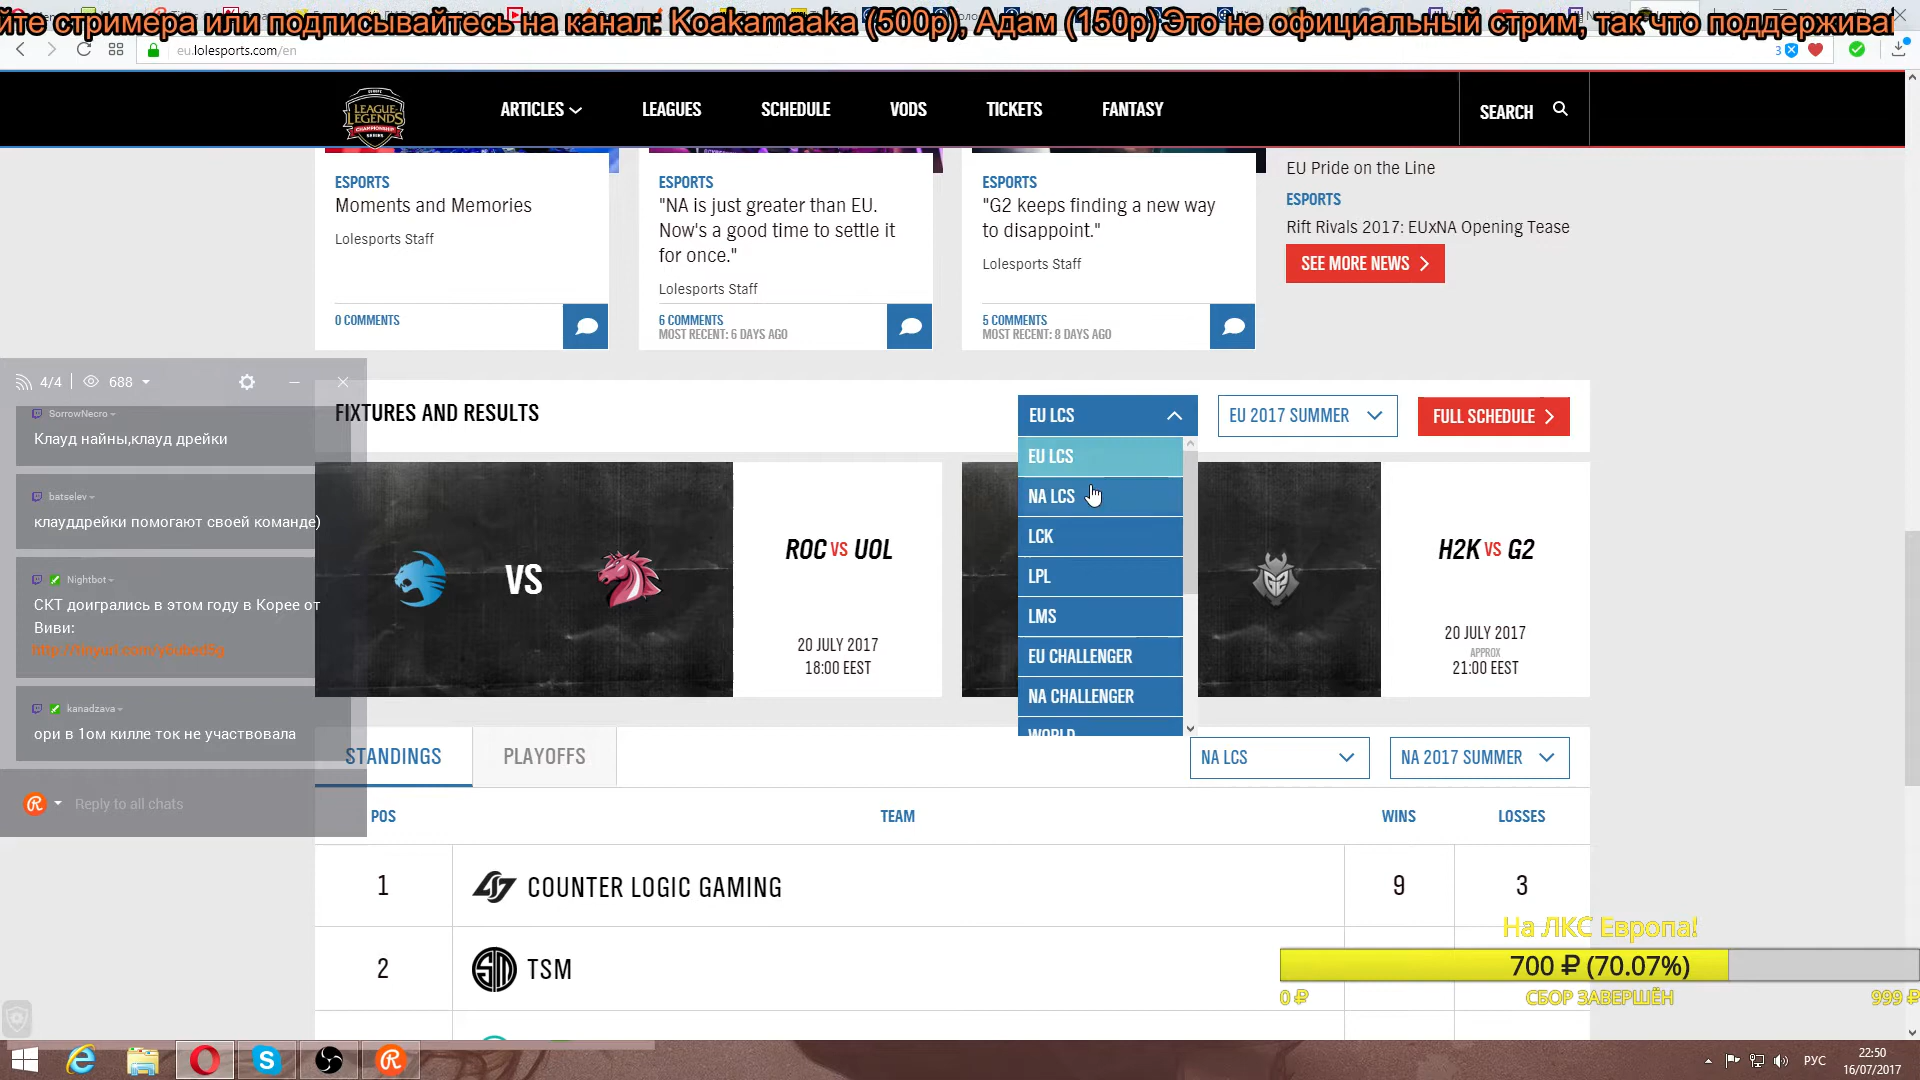 йте стримера или подписывайтесь на канал: Koakamaaka (500р), Адам (150р) Это не официальный стрим, так что поддержива
eu.lolesports.com/en
3
ARTICLES
LEAGUES
SCHEDULE
VODS
TICKETS
FANTASY
SEARCH
LEAGUE
LEGENDS
ESPORTS
Moments and Memories
Lolesports Staff
0 COMMENTS
ESPORTS
"NA is just greater than EU.
Now's a good time to settle it
for once."
Lolesports Staff
6 COMMENTS
MOST RECENT: 6 DAYS AGO
ESPORTS
"G2 keeps finding a new way
to disappoint."
Lolesports Staff
5 COMMENTS
MOST RECENT: 8 DAYS AGO
EU Pride on the Line
ESPORTS
Rift Rivals 2017: EUxNA Opening Tease
SEE MORE NEWS
4/4
688
SorrowNecro
Клауд найны,клауд дрейки
batselev
клауддрейки помогают своей команде)
Nightbot
СКТ доигрались в этом году в Корее от
Виви:
kanadzava
ори в 1ом килле ток не участвовала
Reply to all chats
FIXTURES AND RESULTS
EU LCS
EU 2017 SUMMER
FULL SCHEDULE
EU LCS
NA LCS
LCK
LPL
LMS
EU CHALLENGER
NA CHALLENGER
WORLD
VS
ROC VS UOL
20 JULY 2017
18:00 EEST
H2K VS G2
20 JULY 2017
APPROX
21:00 EEST
STANDINGS
PLAYOFFS
NA LCS
NA 2017 SUMMER
POS
TEAM
WINS
LOSSES
1
COUNTER LOGIC GAMING
9
3
2
TSM
На ЛКС Европа!
700 ₽ (70.07%)
0 ₽
СБОР ЗАВЕРШЁН
999 ₽
РУС
22:50
16/07/2017